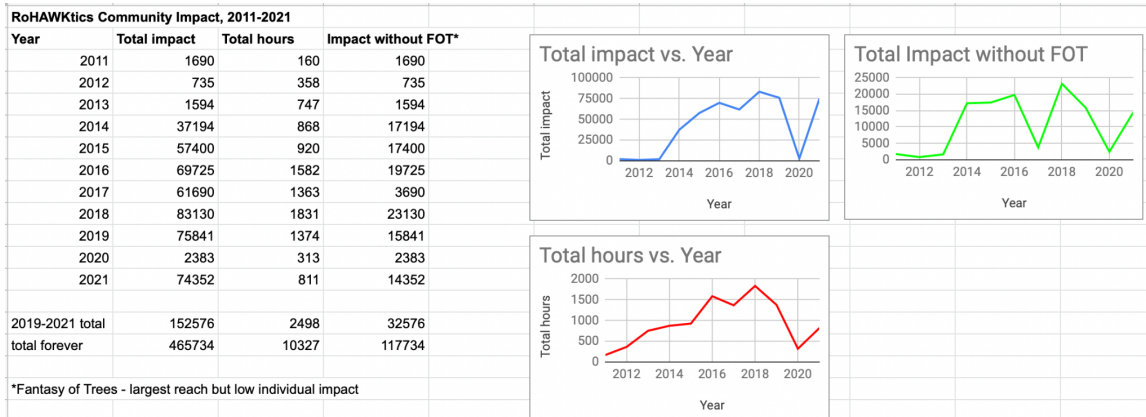 RoHAWKtics Community Impact, 2011-2021
Year Total impact Total hours Impact without FOT*
2011 1690 160 1690
2012 735 358 735
2013 1594 747 1594
2014 37194 868 17194
2015 57400 920 17400
2016 69725 1582 19725
2017 61690 1363 3690
2018 83130 1831 23130
2019 75841 1374 15841
2020 2383 313 2383
2021 74352 811 14352
2019-2021 total 152576 2498 32576
total forever 465734 10327 117734
*Fantasy of Trees - largest reach but low individual impact
Total impact vs. Year
Total impact
100000
75000
50000
25000
0
2012 2014 2016 2018 2020
Year
Total Impact without FOT
25000
20000
15000
10000
5000
0
2012 2014 2016 2018 2020
Year
Total hours vs. Year
Total hours
2000
1500
1000
500
0
2012 2014 2016 2018 2020
Year